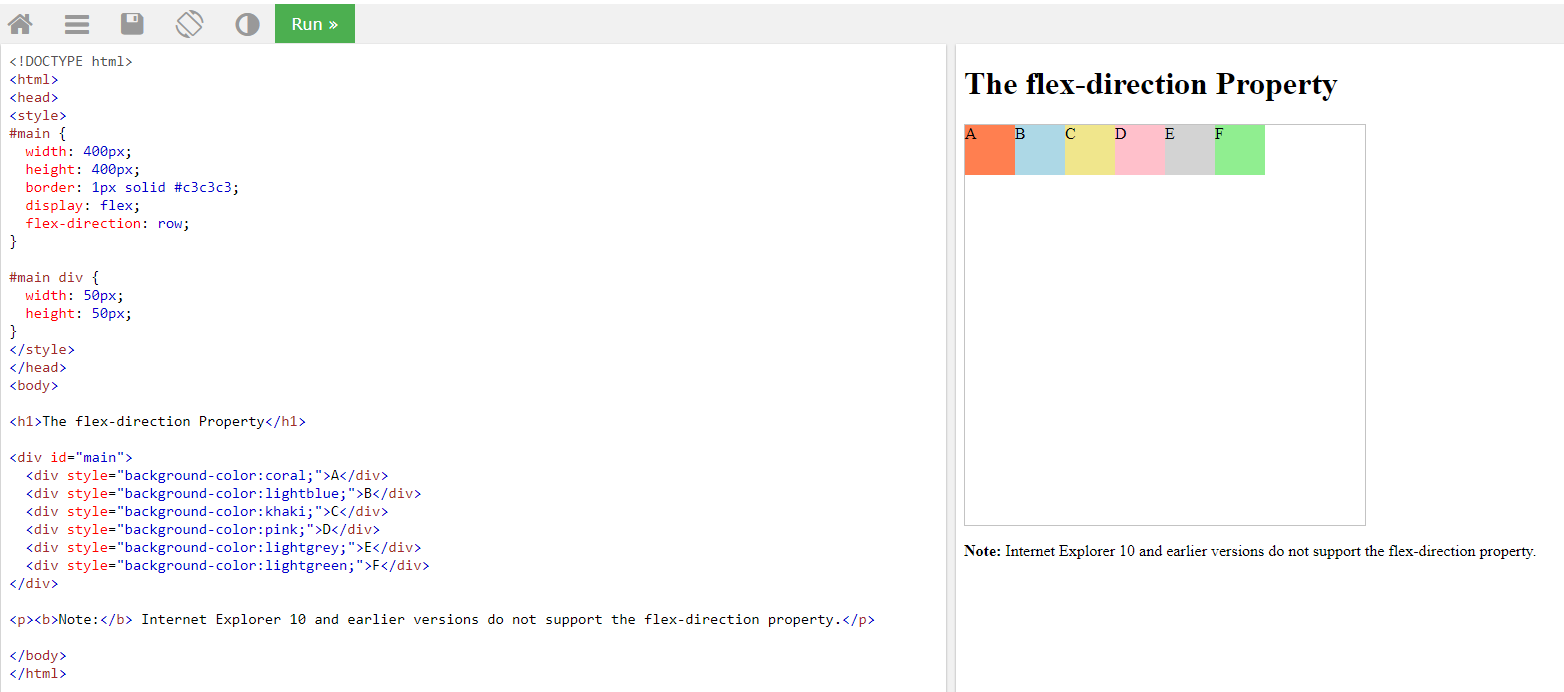 Run »
<!DOCTYPE html>
<html>
<head>
<style>
#main {
  width: 400px;
  height: 400px;
  border: 1px solid #c3c3c3;
  display: flex;
  flex-direction: row;
}

#main div {
  width: 50px;
  height: 50px;
}
</style>
</head>
<body>

<h1>The flex-direction Property</h1>

<div id="main">
  <div style="background-color:coral;">A</div>
  <div style="background-color:lightblue;">B</div>
  <div style="background-color:khaki;">C</div>
  <div style="background-color:pink;">D</div>
  <div style="background-color:lightgrey;">E</div>
  <div style="background-color:lightgreen;">F</div>
</div>

<p><b>Note:</b> Internet Explorer 10 and earlier versions do not support the flex-direction property.</p>

</body>
</html>
The flex-direction Property
A B C D E F
Note: Internet Explorer 10 and earlier versions do not support the flex-direction property.